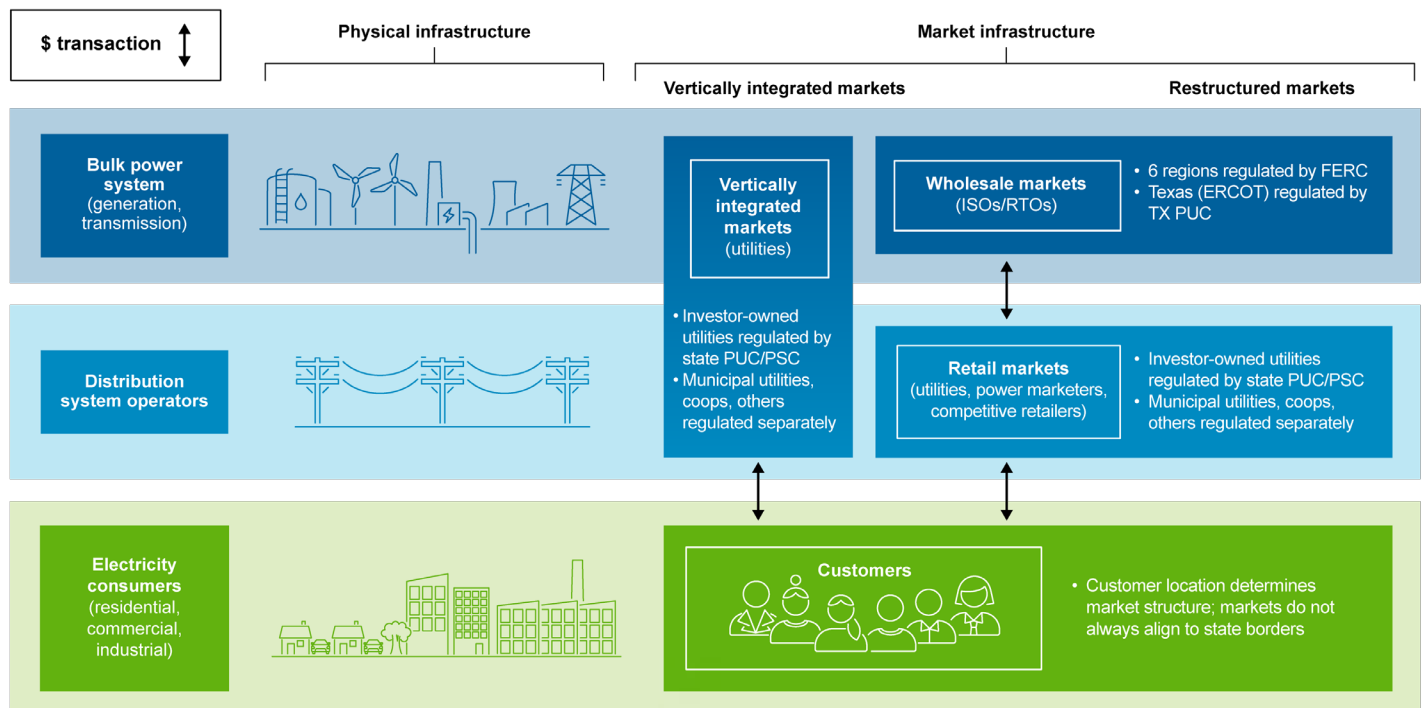 $ transaction
Physical infrastructure
Market infrastructure
Vertically integrated markets
Restructured markets
Bulk power
system
(generation,
transmission)
Vertically
integrated
markets
(utilities)
• Investor-owned
utilities regulated by
state PUC/PSC
• Municipal utilities,
coops, others
regulated separately
Wholesale markets
(ISOs/RTOs)
• 6 regions regulated by FERC
• Texas (ERCOT) regulated by
TX PUC
Distribution
system operators
Retail markets
(utilities, power marketers,
competitive retailers)
• Investor-owned utilities
regulated by state PUC/PSC
• Municipal utilities, coops,
others regulated separately
Electricity
consumers
(residential,
commercial,
industrial)
Customers
• Customer location determines
market structure; markets do not
always align to state borders